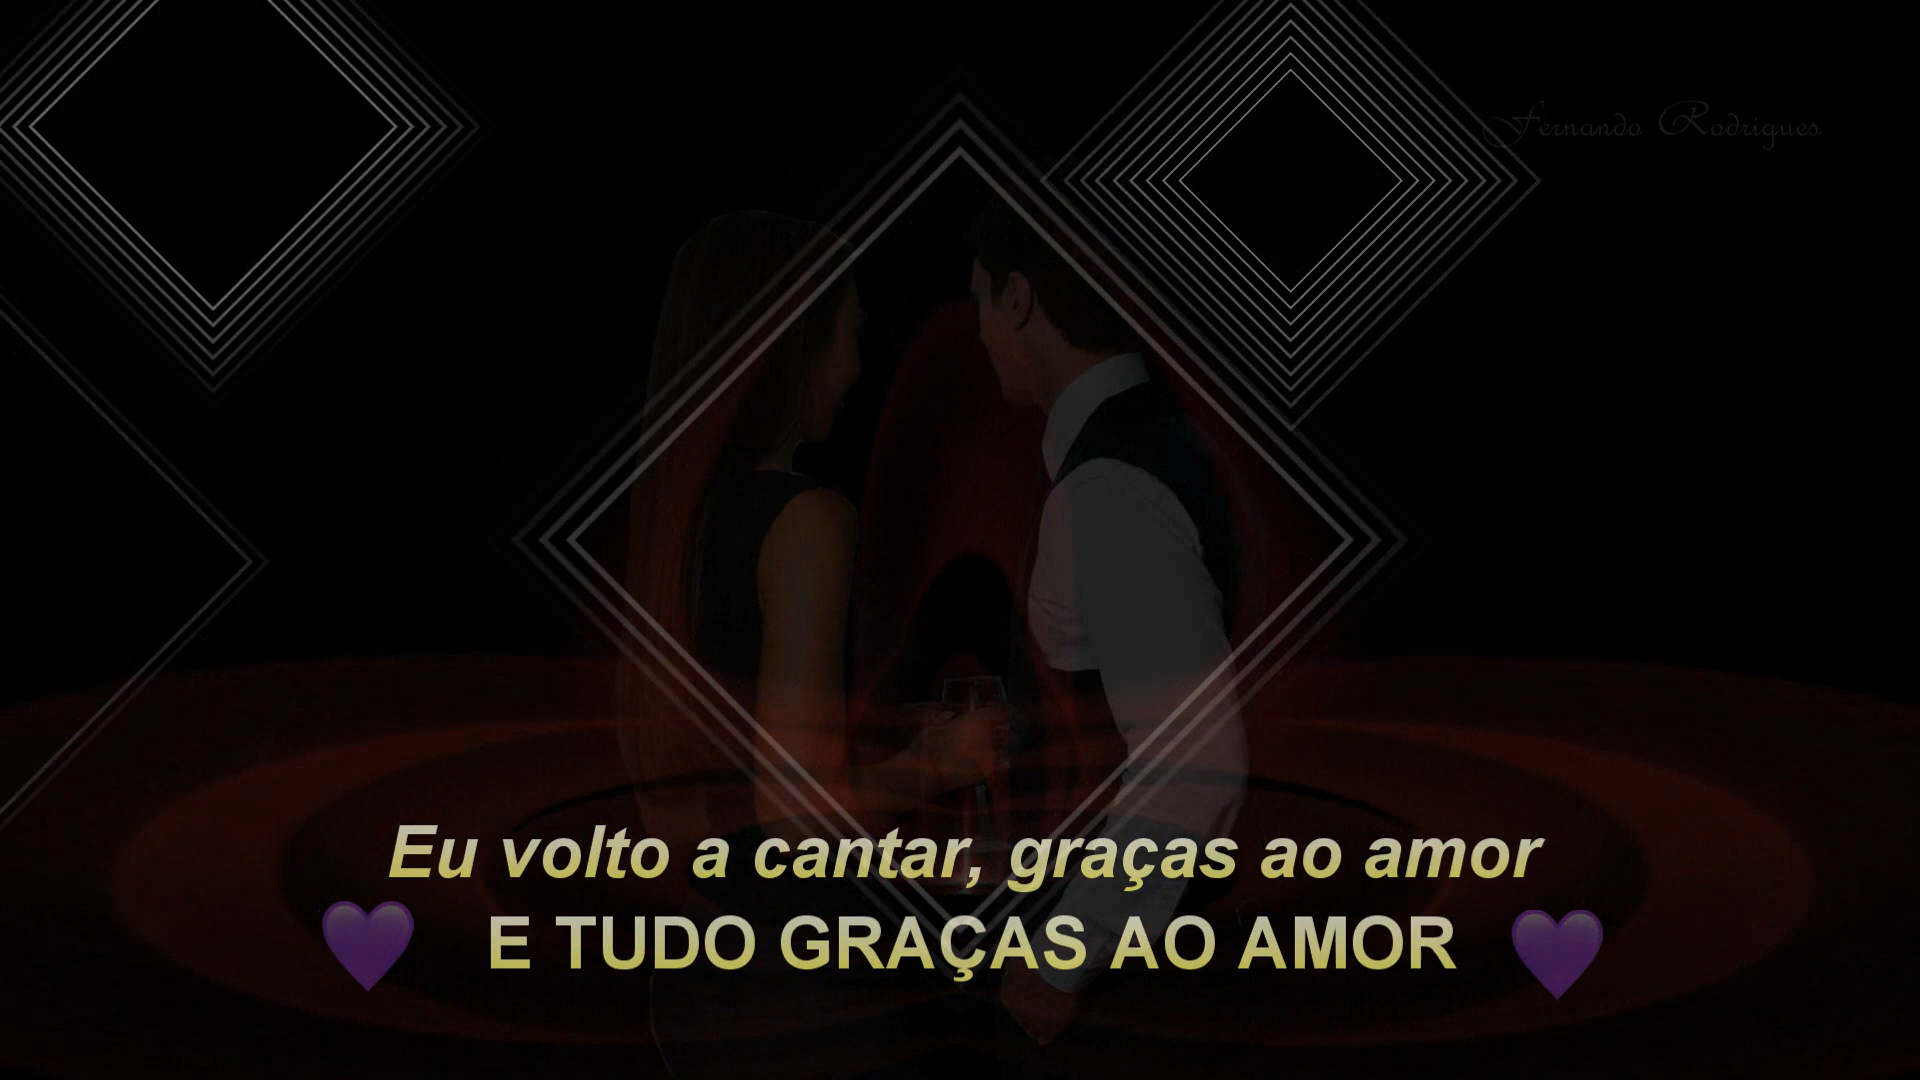 Fernando Rodrigues
Eu volto a cantar, graças ao amor
E TUDO GRAÇAS AO AMOR